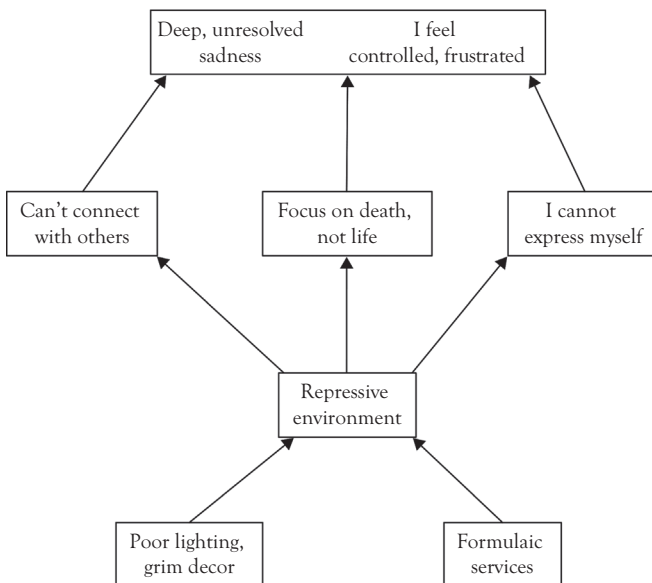 Deep, unresolved
sadness
I feel
controlled, frustrated
Can't connect
with others
Focus on death,
not life
I cannot
express myself
Repressive
environment
Poor lighting,
grim decor
Formulaic
services